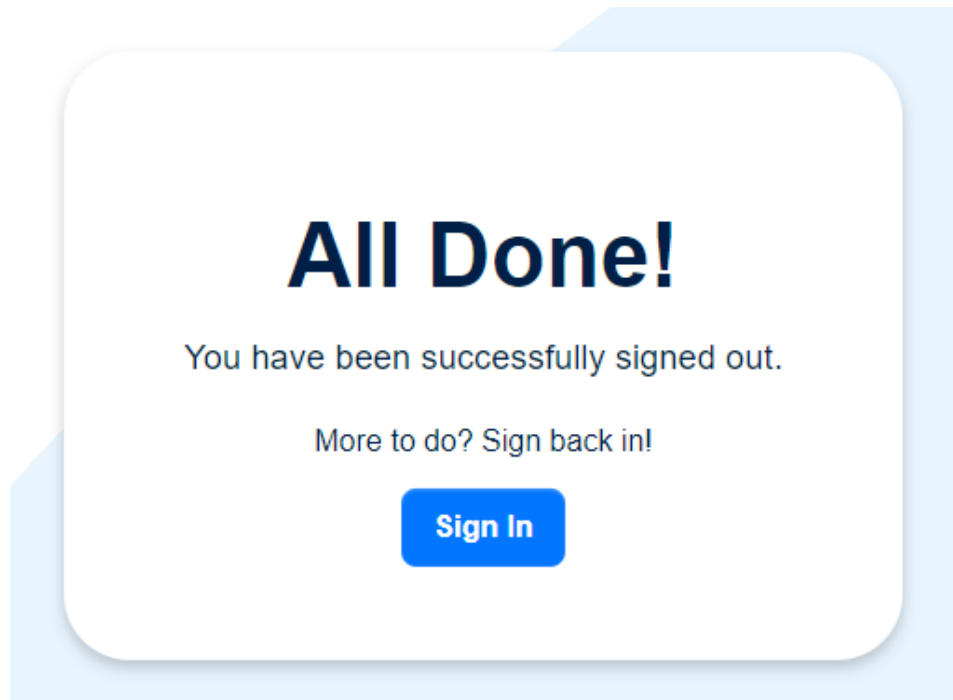 All Done!
You have been successfully signed out.
More to do? Sign back in!
Sign In